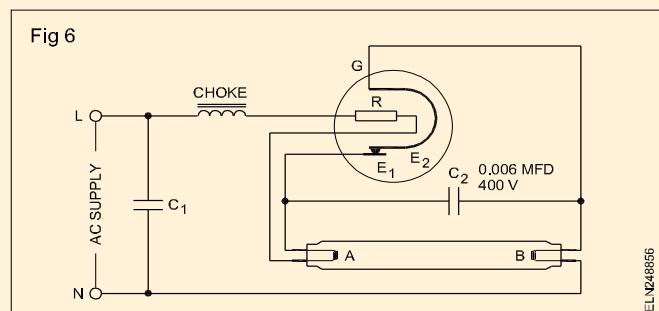 Fig 6
G
CHOKE
R
L
E2
E1
C2
0.006 MFD
400 V
AC SUPPLY
C1
A
B
N
ELN248856